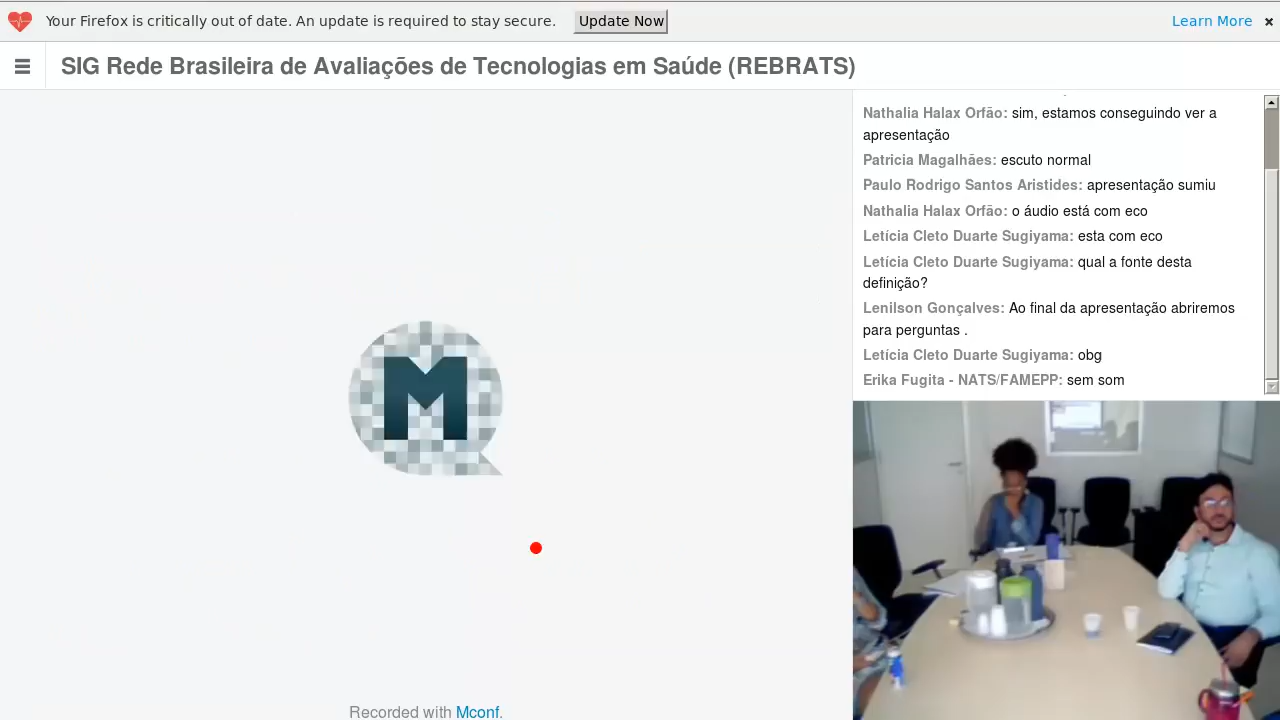 Your Firefox is critically out of date. An update is required to stay secure. Update Now Learn More ×
SIG Rede Brasileira de Avaliações de Tecnologias em Saúde (REBRATS)
Nathalia Halax Orfão: sim, estamos conseguindo ver a
apresentação
Patricia Magalhães: escuto normal
Paulo Rodrigo Santos Aristides: apresentação sumiu
Nathalia Halax Orfão: o áudio está com eco
Letícia Cleto Duarte Sugiyama: esta com eco
Letícia Cleto Duarte Sugiyama: qual a fonte desta
definição?
Lenilson Gonçalves: Ao final da apresentação abriremos
para perguntas .
Letícia Cleto Duarte Sugiyama: obg
Erika Fugita - NATS/FAMEPP: sem som
M
Recorded with Mconf.